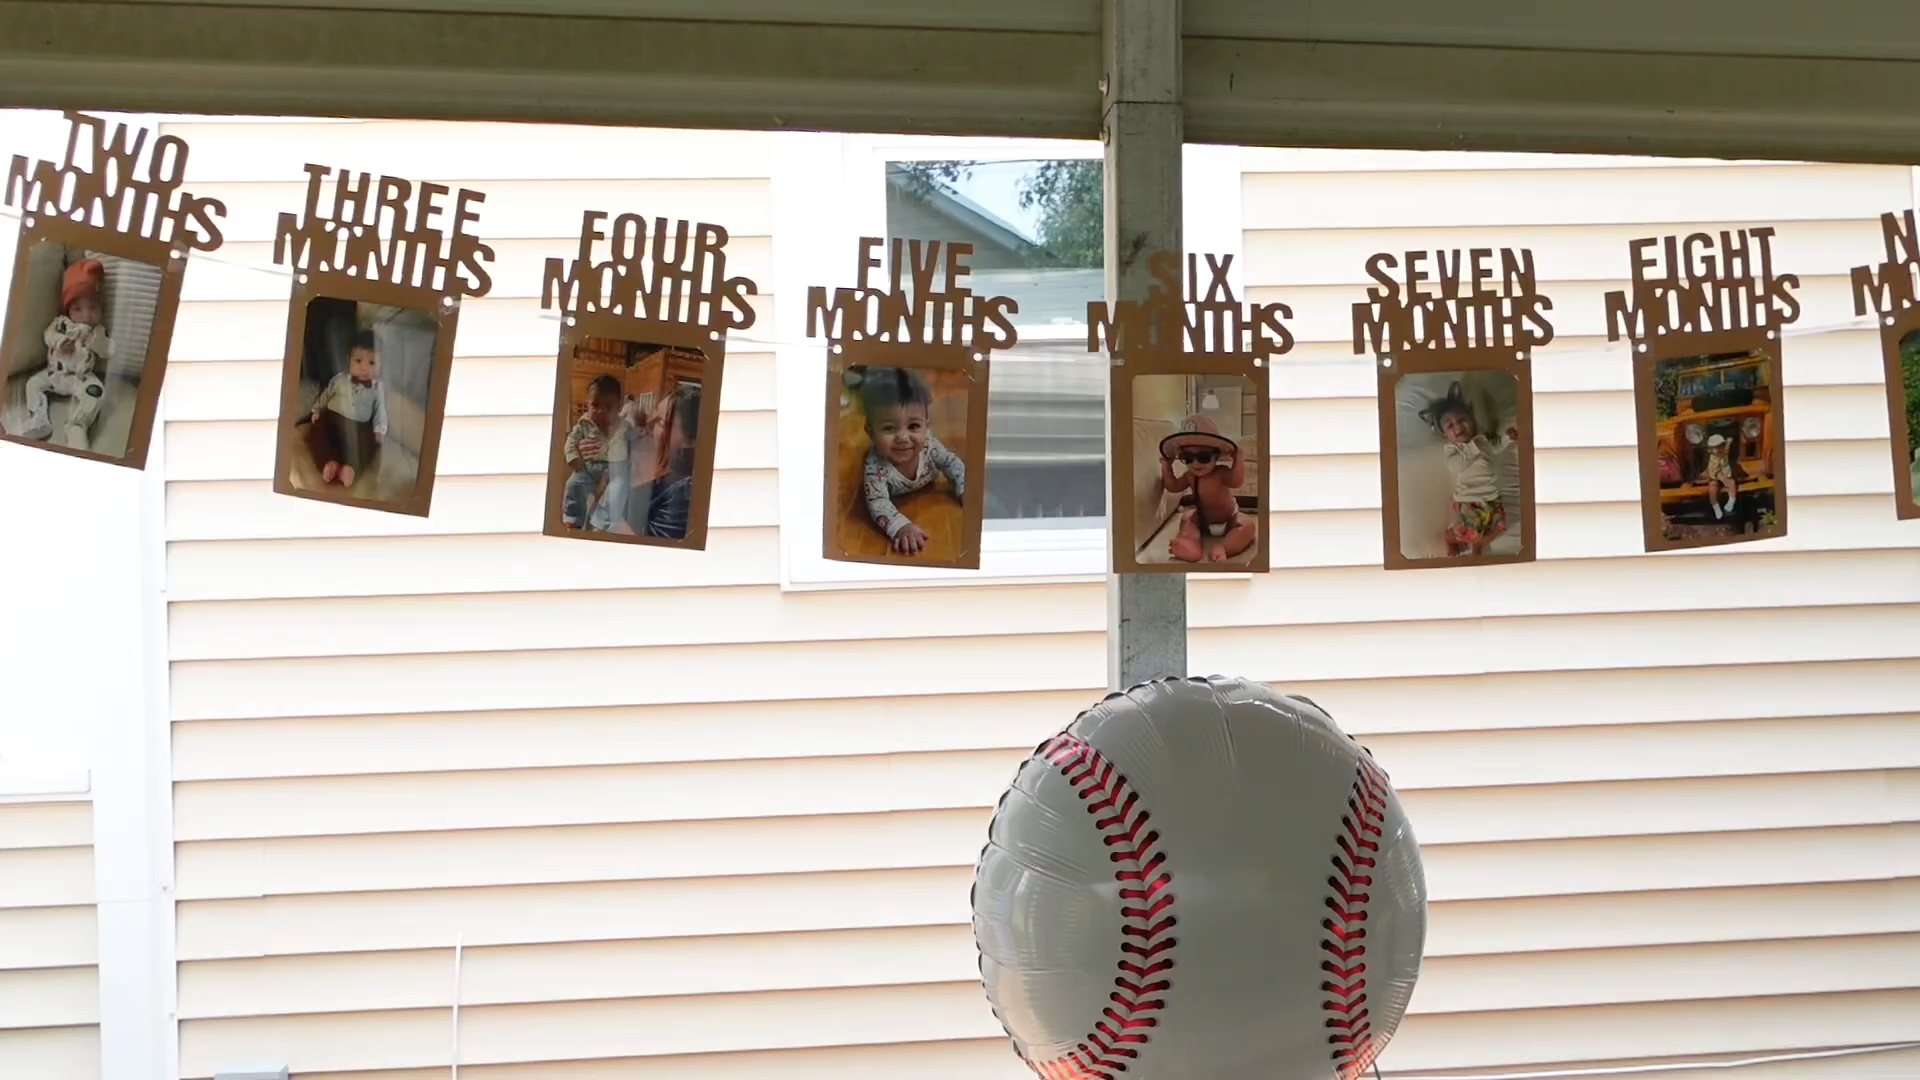 TWO
MONTHS
THREE
MONTHS
FOUR
MONTHS
FIVE
MONTHS
SIX
MONTHS
SEVEN
MONTHS
EIGHT
MONTHS